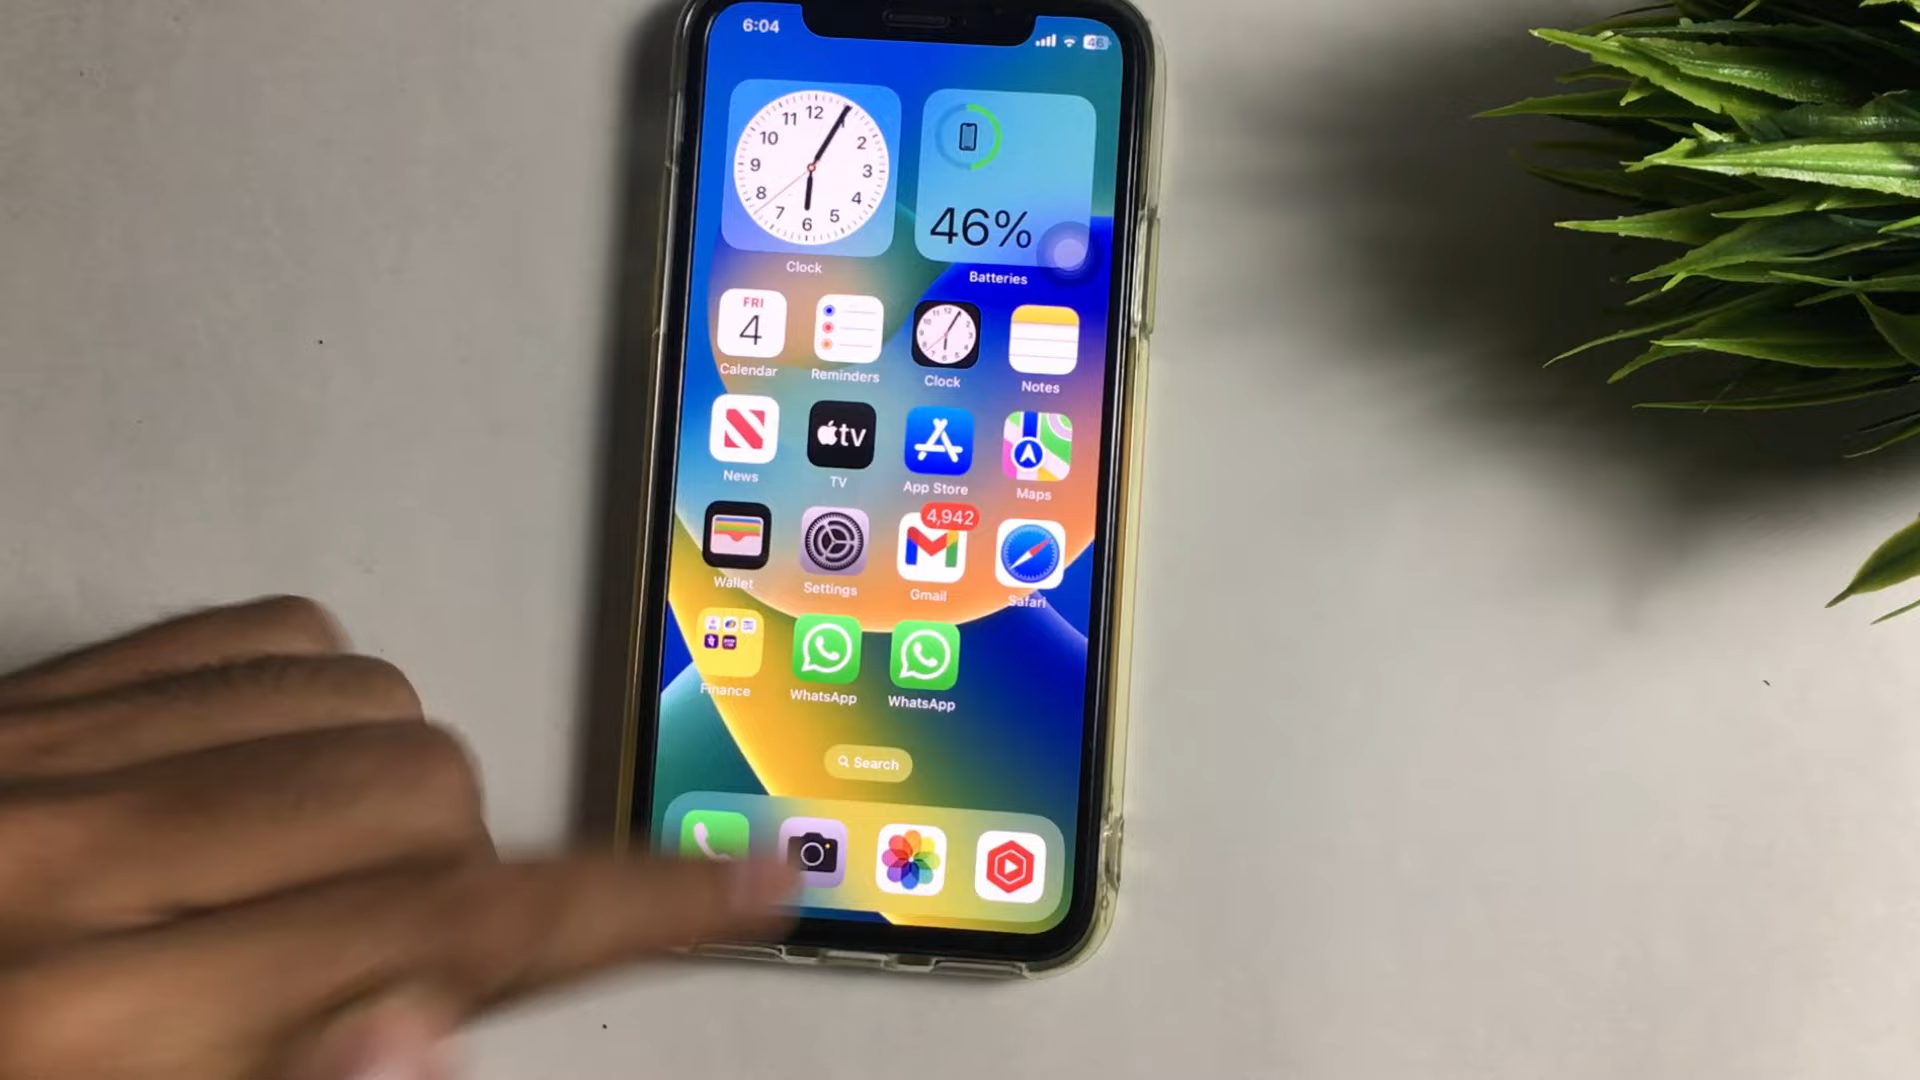 6:04
46
12
11
10
2
9
3
8
4
7
5
6
46%
Clock
Batteries
FRI
4
Calendar
Reminders
Clock
Notes
tv
News
TV
App Store
Maps
4,942
Wallet
Settings
Gmail
Safari
Finance
WhatsApp
WhatsApp
Search